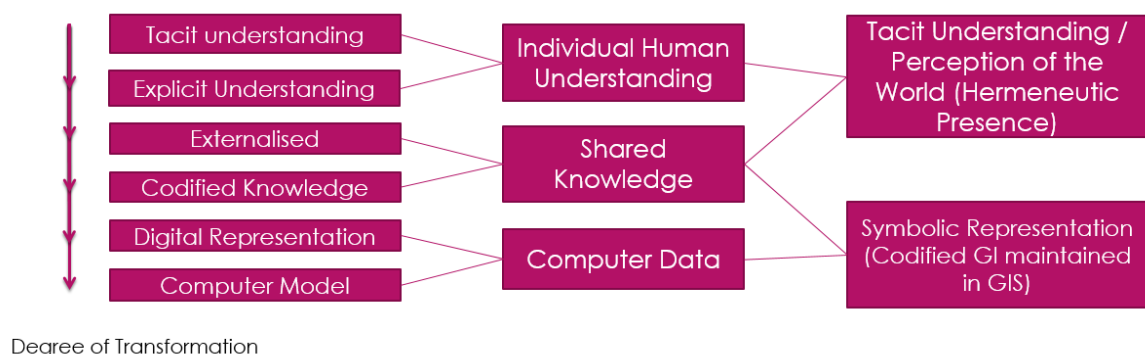 Tacit understanding
Explicit Understanding
Externalised
Codified Knowledge
Digital Representation
Computer Model
Individual Human
Understanding
Shared
Knowledge
Computer Data
Tacit Understanding /
Perception of the
World (Hermeneutic
Presence)
Symbolic Representation
(Codified GI maintained
in GIS)
Degree of Transformation